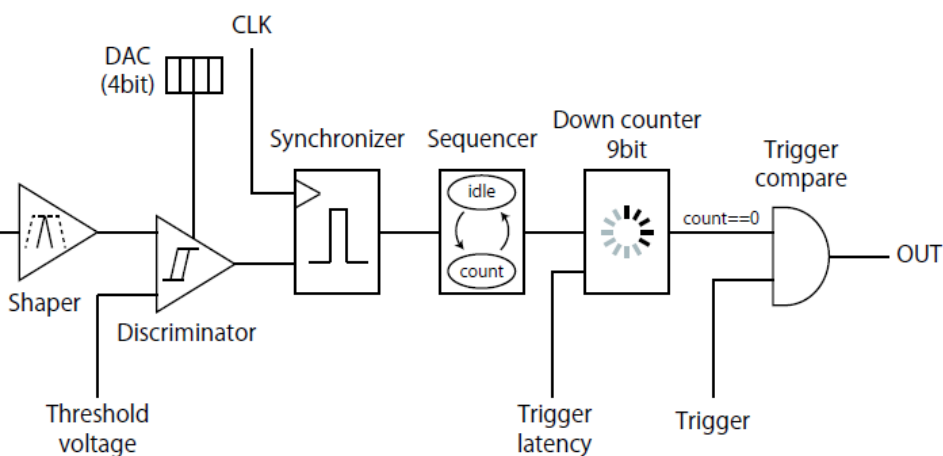 CLK
DAC
(4bit)
Synchronizer
Sequencer
Down counter
9bit
Trigger
compare
idle
count
count==0
OUT
Shaper
Discriminator
Threshold
voltage
Trigger
latency
Trigger